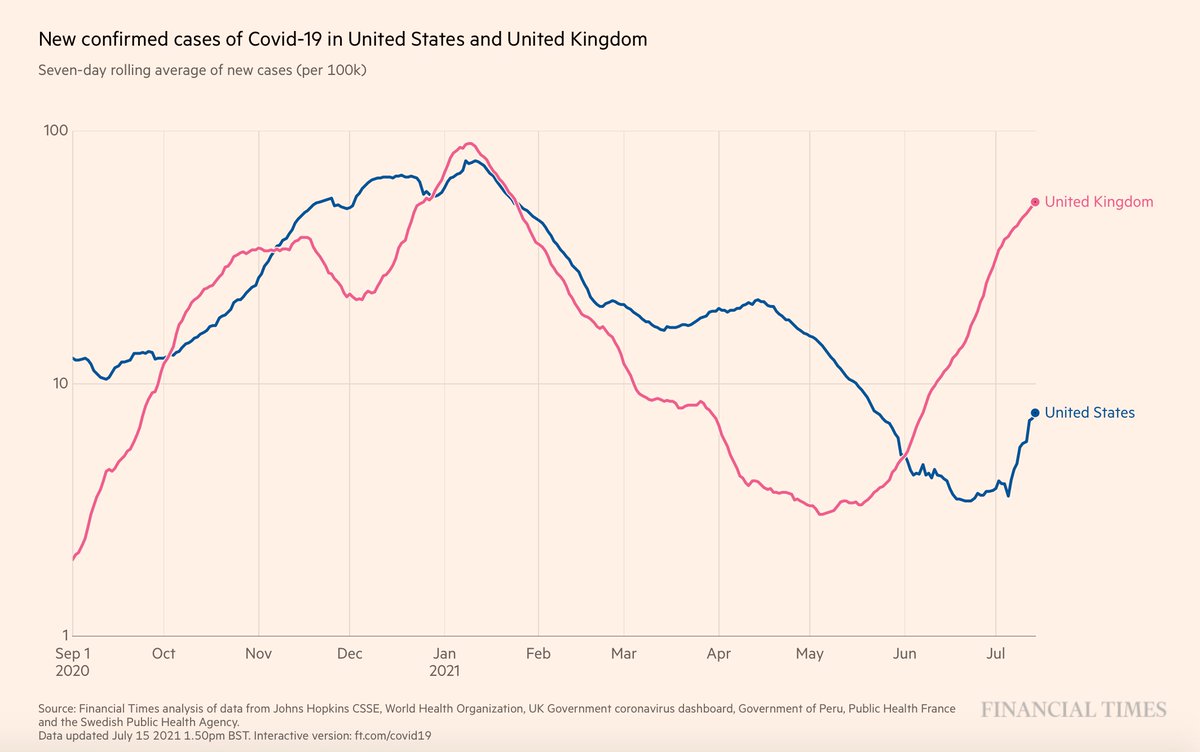 New confirmed cases of Covid-19 in United States and United Kingdom
Seven-day rolling average of new cases (per 100k)
100
United Kingdom
10
United States
1
Sep 1 Oct Nov Dec Jan Feb Mar Apr May Jun Jul
2020 2021
Source: Financial Times analysis of data from Johns Hopkins CSSE, World Health Organization, UK Government coronavirus dashboard, Government of Peru, Public Health France
and the Swedish Public Health Agency.
Data updated July 15 2021 1.50pm BST. Interactive version: ft.com/covid19
FINANCIAL TIMES